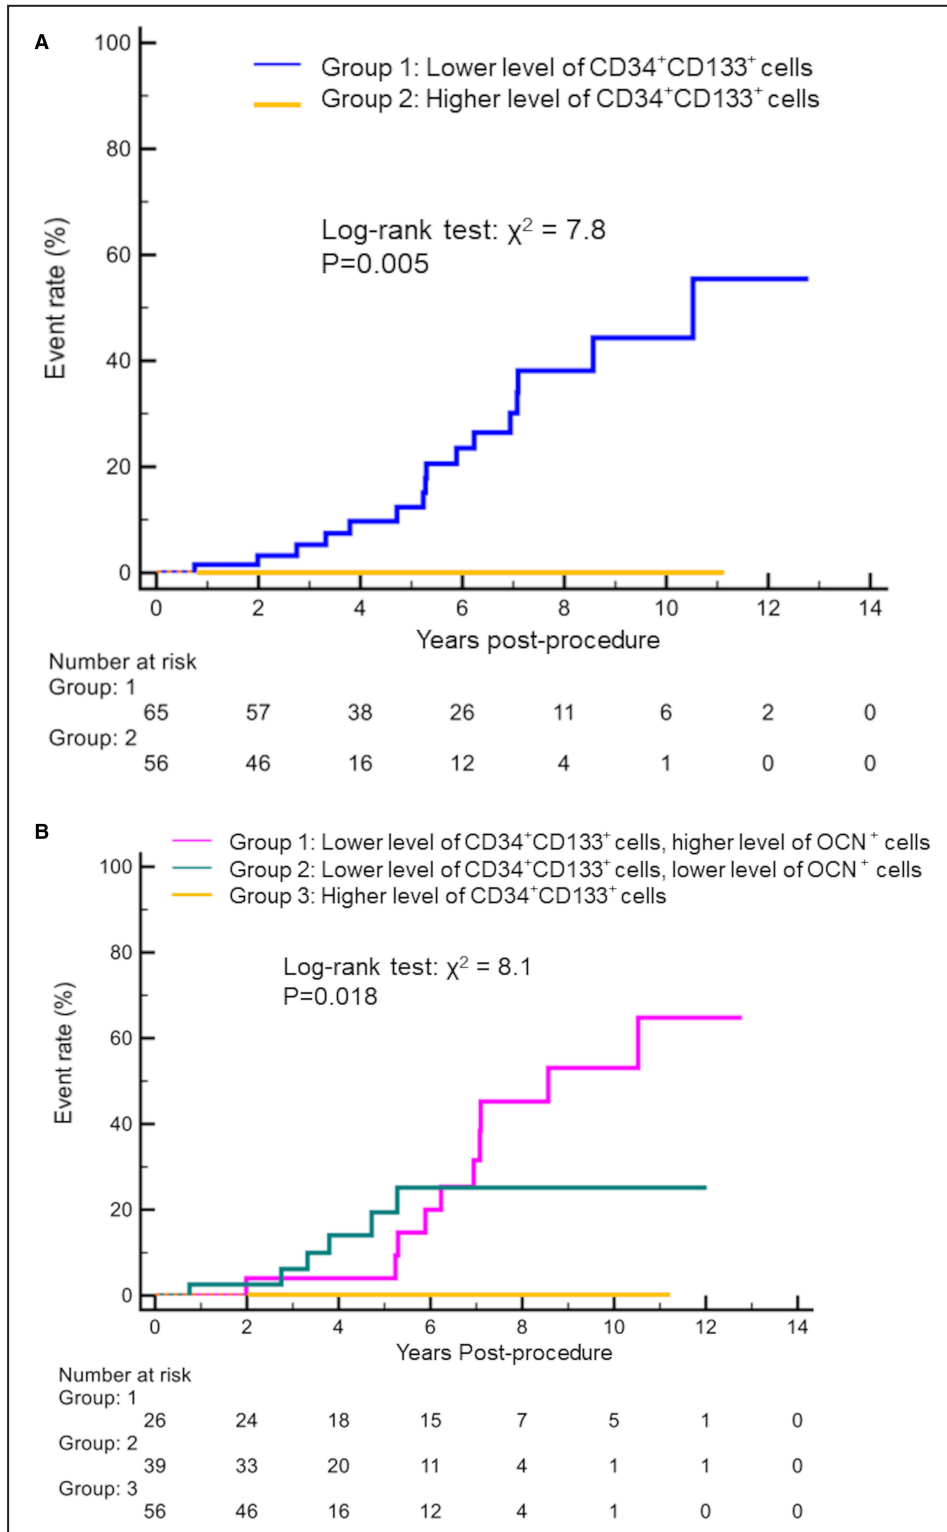 A
100
80
60
40
20
0
Event rate (%)
Group 1: Lower level of CD34⁺CD133⁺ cells
Group 2: Higher level of CD34⁺CD133⁺ cells
Log-rank test: χ² = 7.8
P=0.005
0 2 4 6 8 10 12 14
Years post-procedure
Number at risk
Group: 1
65 57 38 26 11 6 2 0
Group: 2
56 46 16 12 4 1 0 0
B
Group 1: Lower level of CD34⁺CD133⁺ cells, higher level of OCN⁺ cells
Group 2: Lower level of CD34⁺CD133⁺ cells, lower level of OCN⁺ cells
Group 3: Higher level of CD34⁺CD133⁺ cells
100
80
60
40
20
0
Event rate (%)
Log-rank test: χ² = 8.1
P=0.018
0 2 4 6 8 10 12 14
Years Post-procedure
Number at risk
Group: 1
26 24 18 15 7 5 1 0
Group: 2
39 33 20 11 4 1 1 0
Group: 3
56 46 16 12 4 1 0 0